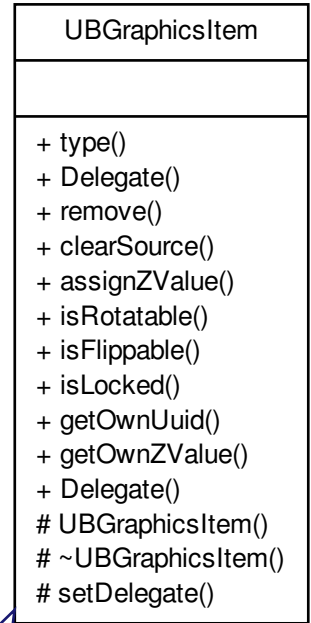 UBGraphicsItem
+ type()
+ Delegate()
+ remove()
+ clearSource()
+ assignZValue()
+ isRotatable()
+ isFlippable()
+ isLocked()
+ getOwnUuid()
+ getOwnZValue()
+ Delegate()
# UBGraphicsItem()
# ~UBGraphicsItem()
# setDelegate()